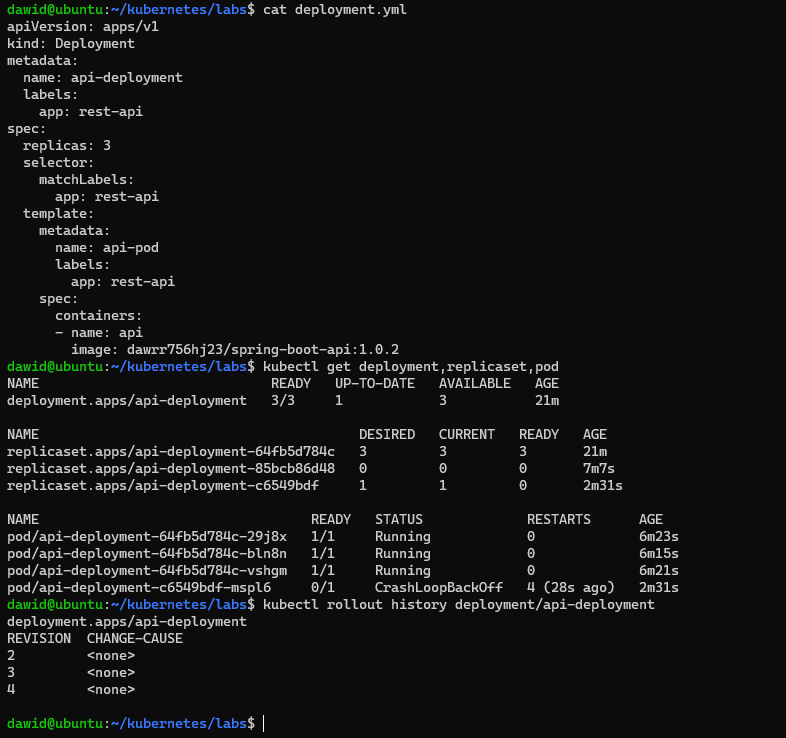 dawid@ubuntu:~/kubernetes/labs$ cat deployment.yml
apiVersion: apps/v1
kind: Deployment
metadata:
  name: api-deployment
  labels:
    app: rest-api
spec:
  replicas: 3
  selector:
    matchLabels:
      app: rest-api
  template:
    metadata:
      name: api-pod
      labels:
        app: rest-api
    spec:
      containers:
      - name: api
        image: dawrr756hj23/spring-boot-api:1.0.2
dawid@ubuntu:~/kubernetes/labs$ kubectl get deployment,replicaset,pod
NAME                             READY   UP-TO-DATE   AVAILABLE   AGE
deployment.apps/api-deployment   3/3     1            3           21m

NAME                                        DESIRED   CURRENT   READY   AGE
replicaset.apps/api-deployment-64fb5d784c   3         3         3       21m
replicaset.apps/api-deployment-85bcb86d48   0         0         0       7m7s
replicaset.apps/api-deployment-c6549bdf     1         1         0       2m31s

NAME                                  READY   STATUS             RESTARTS      AGE
pod/api-deployment-64fb5d784c-29j8x   1/1     Running            0             6m23s
pod/api-deployment-64fb5d784c-bln8n   1/1     Running            0             6m15s
pod/api-deployment-64fb5d784c-vshgm   1/1     Running            0             6m21s
pod/api-deployment-c6549bdf-mspl6     0/1     CrashLoopBackOff   4 (28s ago)   2m31s
dawid@ubuntu:~/kubernetes/labs$ kubectl rollout history deployment/api-deployment
deployment.apps/api-deployment
REVISION  CHANGE-CAUSE
2         <none>
3         <none>
4         <none>

dawid@ubuntu:~/kubernetes/labs$